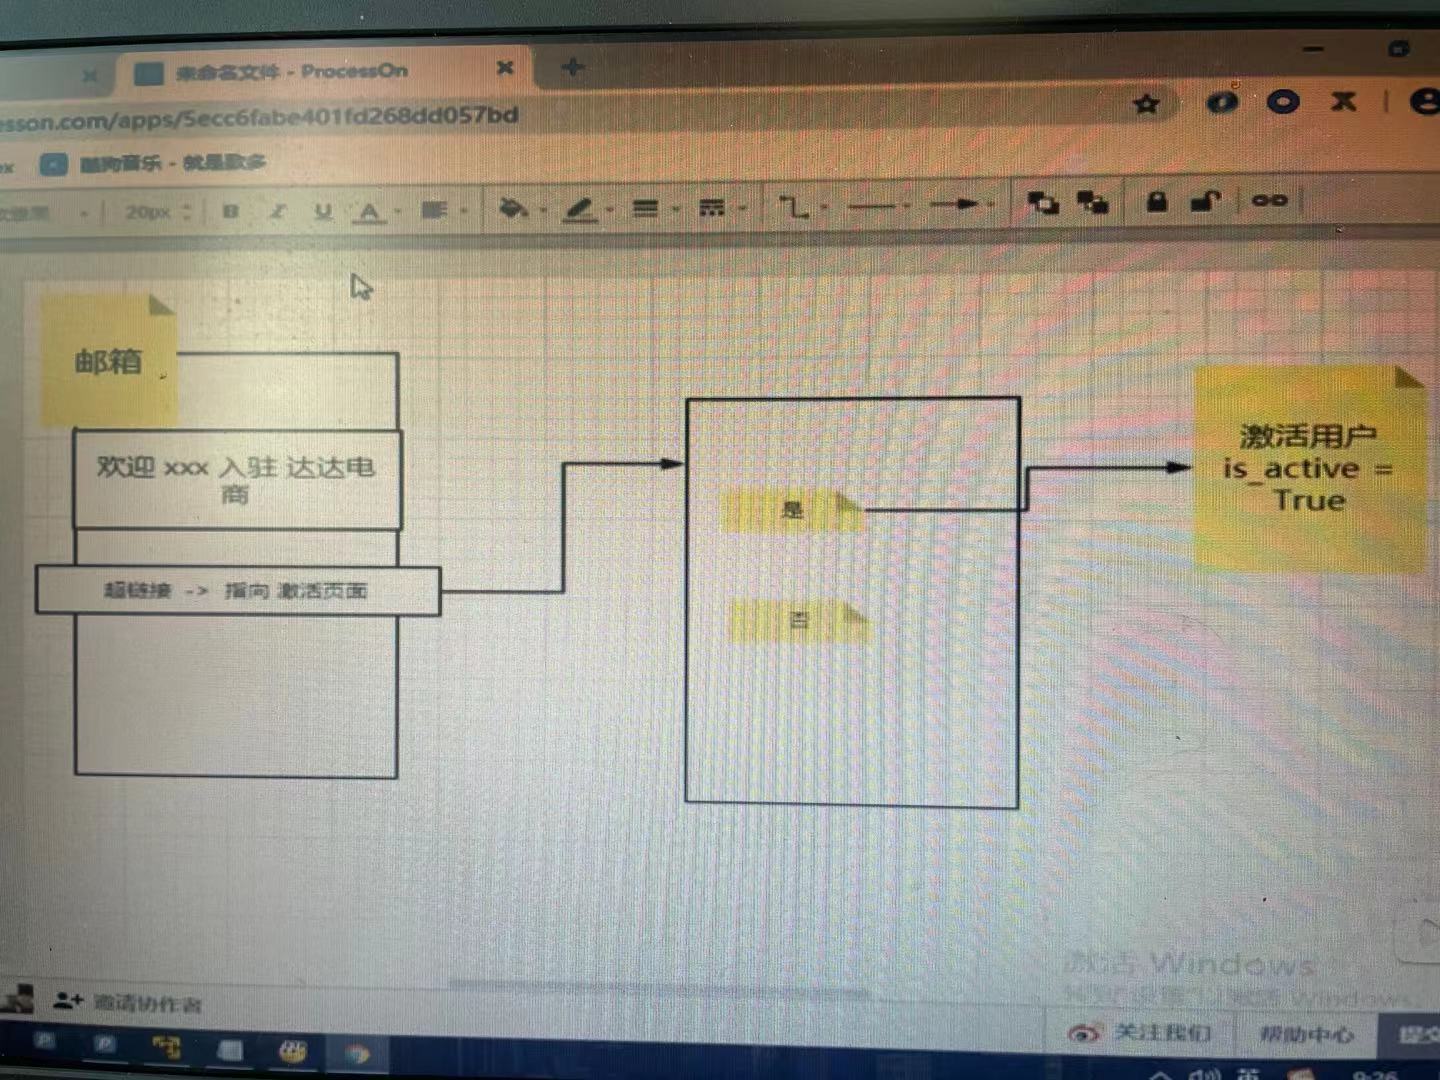 未命名文件 - ProcessOn
esson.com/apps/5ecc6fabe401fd268dd057bd
酷狗音乐 - 就是歌多
20px
B I U A
邮箱
欢迎 xxx 入驻 达达电
商
超链接 -> 指向 激活页面
是
否
激活用户
is_active =
True
激活 Windows
邀请协作者
关注我们
帮助中心
英
9:26